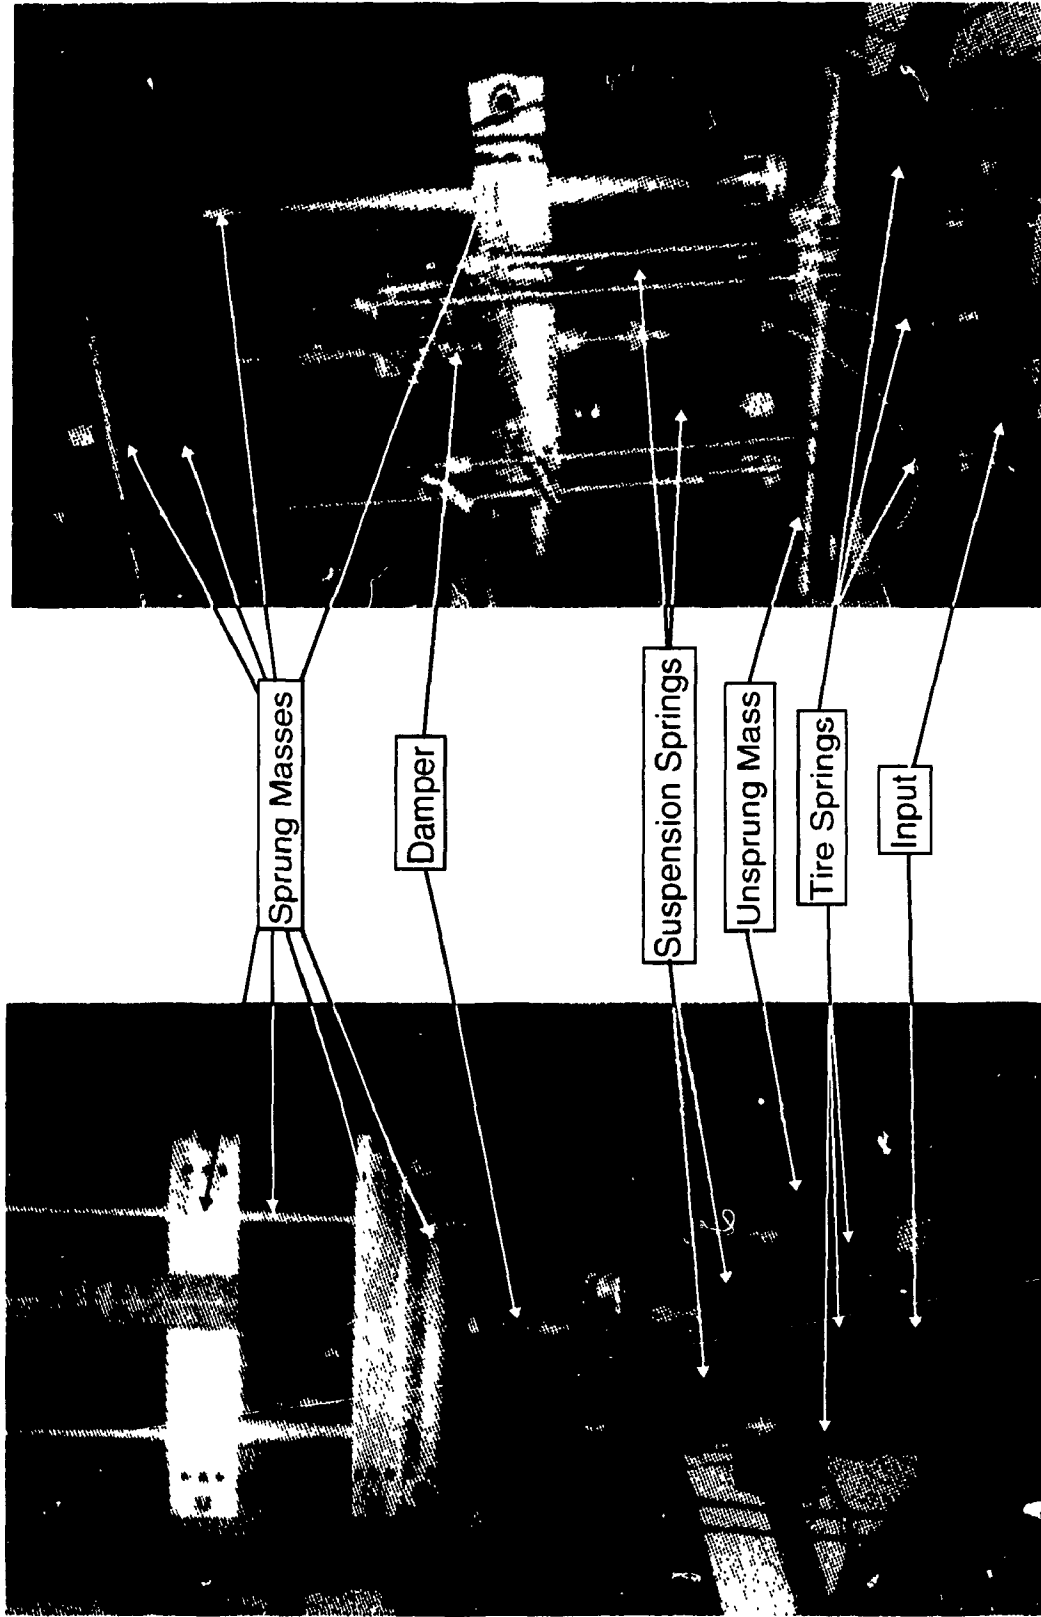 Sprung Masses
Damper
Suspension Springs
Unsprung Mass
Tire Springs
Input